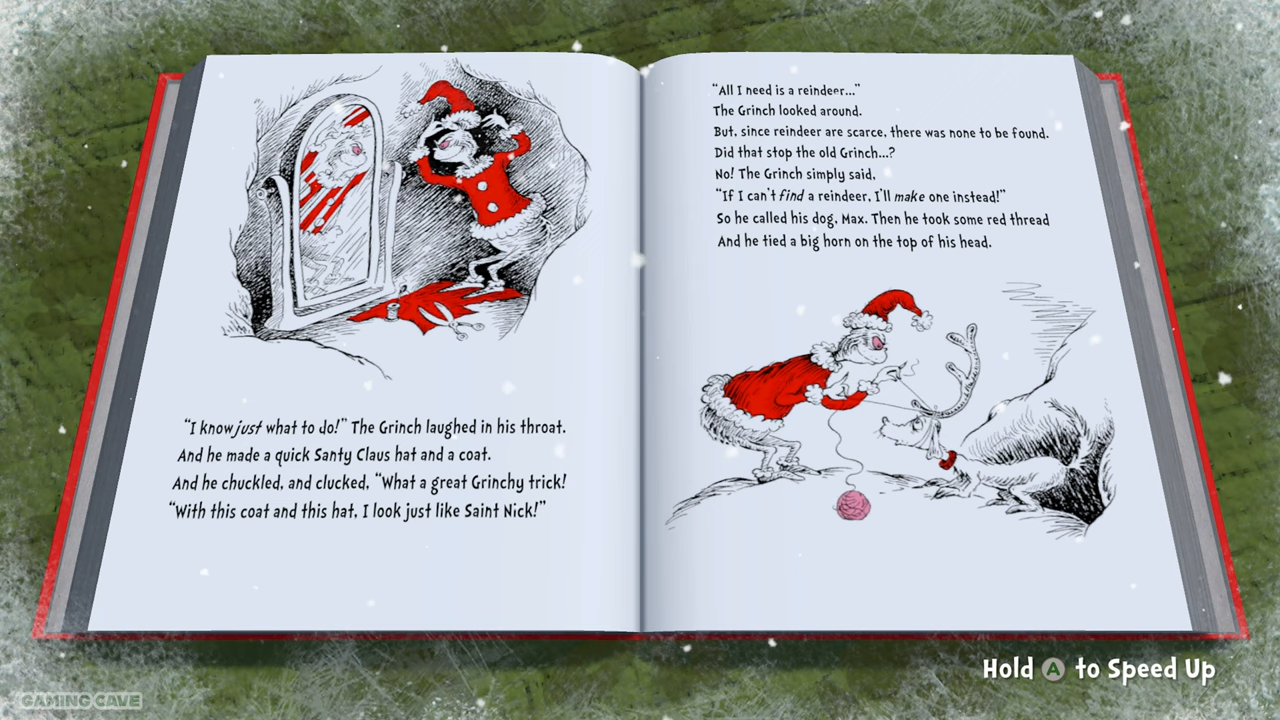 “I know just what to do!” The Grinch laughed in his throat.
And he made a quick Santy Claus hat and a coat.
And he chuckled, and clucked, “What a great Grinchy trick!
“With this coat and this hat, I look just like Saint Nick!”
“All I need is a reindeer...”
The Grinch looked around.
But, since reindeer are scarce, there was none to be found.
Did that stop the old Grinch...?
No! The Grinch simply said,
“If I can’t find a reindeer, I’ll make one instead!”
So he called his dog, Max. Then he took some red thread
And he tied a big horn on the top of his head.
Hold A to Speed Up
GAMING CAVE